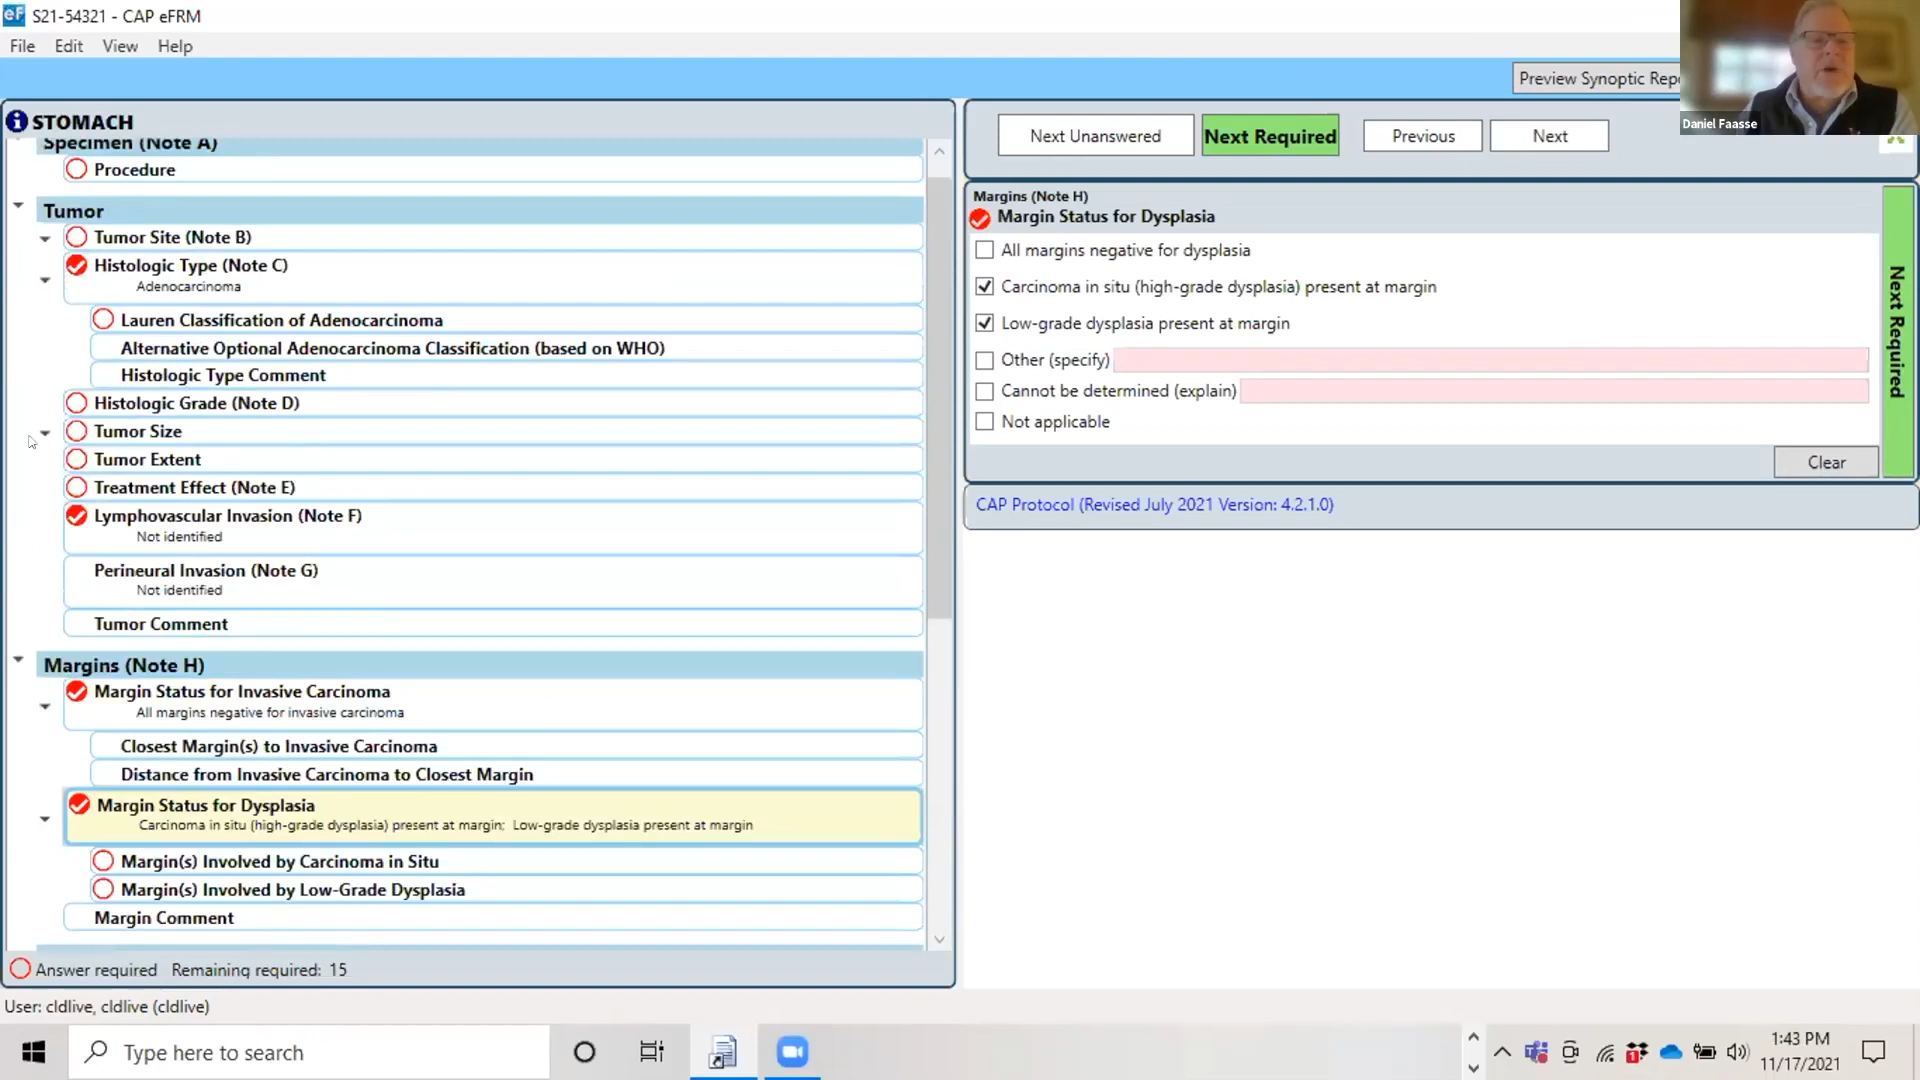 S21-54321 - CAP eFRM
File Edit View Help
Preview Synoptic Repo
Daniel Faasse
STOMACH
Specimen (Note A)
Procedure
Tumor
Tumor Site (Note B)
Histologic Type (Note C)
Adenocarcinoma
Lauren Classification of Adenocarcinoma
Alternative Optional Adenocarcinoma Classification (based on WHO)
Histologic Type Comment
Histologic Grade (Note D)
Tumor Size
Tumor Extent
Treatment Effect (Note E)
Lymphovascular Invasion (Note F)
Not identified
Perineural Invasion (Note G)
Not identified
Tumor Comment
Margins (Note H)
Margin Status for Invasive Carcinoma
All margins negative for invasive carcinoma
Closest Margin(s) to Invasive Carcinoma
Distance from Invasive Carcinoma to Closest Margin
Margin Status for Dysplasia
Carcinoma in situ (high-grade dysplasia) present at margin; Low-grade dysplasia present at margin
Margin(s) Involved by Carcinoma in Situ
Margin(s) Involved by Low-Grade Dysplasia
Margin Comment
Answer required Remaining required: 15
Next Unanswered Next Required Previous Next
Margins (Note H)
Margin Status for Dysplasia
All margins negative for dysplasia
Carcinoma in situ (high-grade dysplasia) present at margin
Low-grade dysplasia present at margin
Other (specify)
Cannot be determined (explain)
Not applicable
Clear
Next Required
CAP Protocol (Revised July 2021 Version: 4.2.1.0)
User: cldlive, cldlive (cldlive)
Type here to search
1:43 PM
11/17/2021